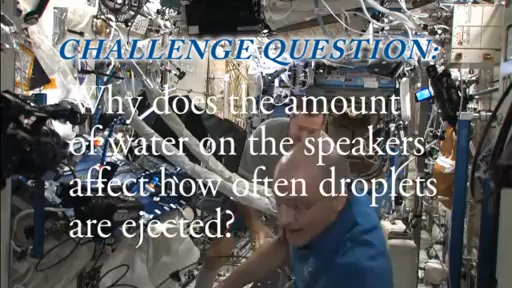 CHALLENGE QUESTION:
Why does the amount
of water on the speakers
affect how often droplets
are ejected?